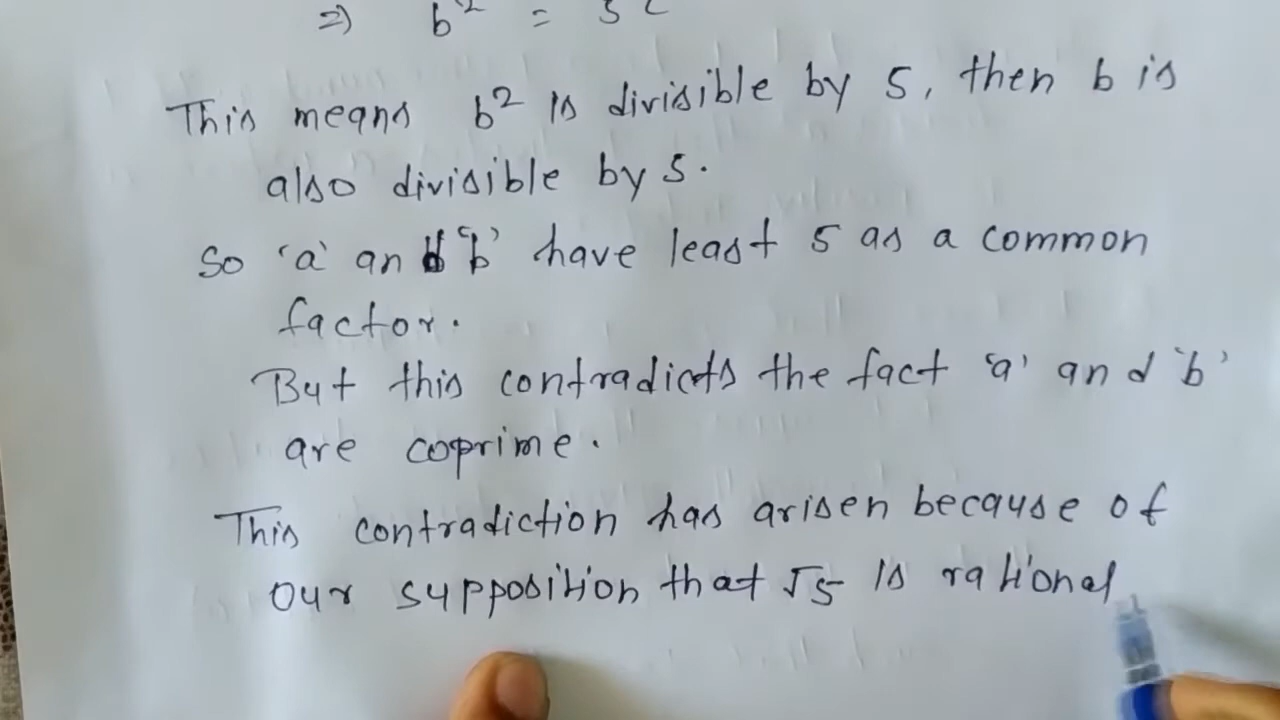 =) b² = 5c
This means b² is divisible by 5, then b is
also divisible by 5.
So 'a' and 'b' have least 5 as a common
factor.
But this contradicts the fact 'a' and 'b'
are coprime.
This contradiction has arisen because of
our supposition that √5 is rational